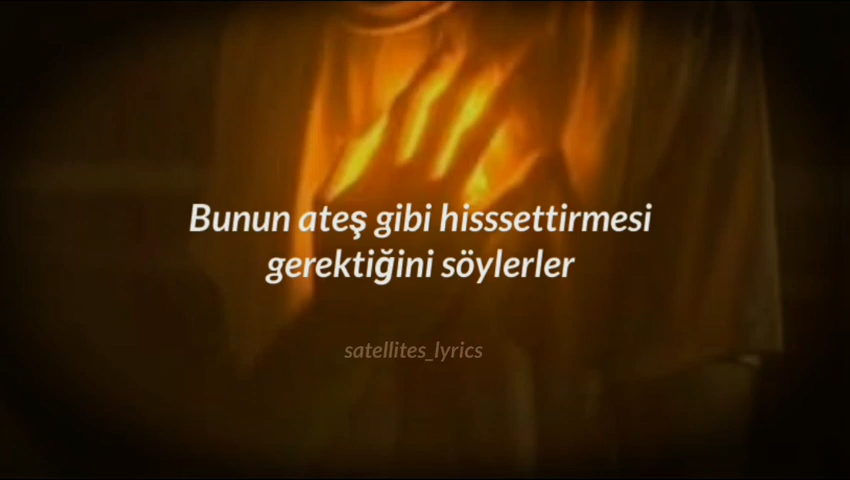 Bunun ateş gibi hisssettirmesi
gerektiğini söylerler
satellites_lyrics